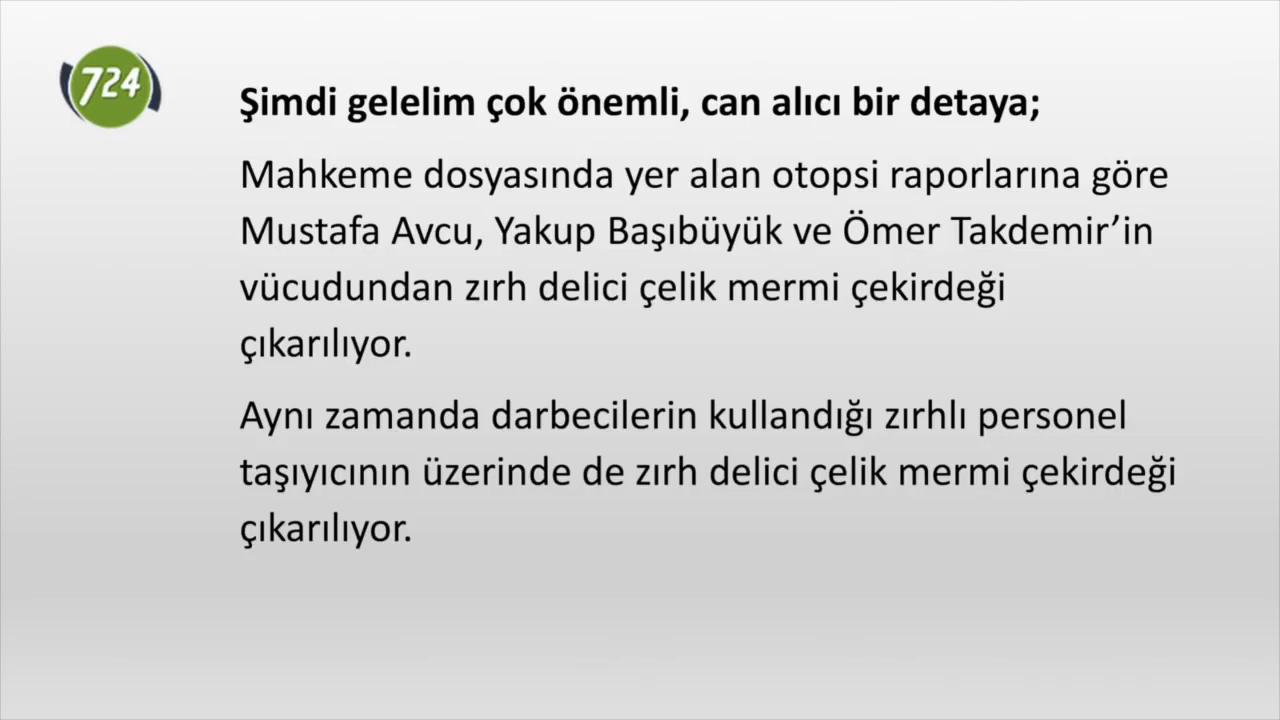 724
Şimdi gelelim çok önemli, can alıcı bir detaya;
Mahkeme dosyasında yer alan otopsi raporlarına göre
Mustafa Avcu, Yakup Başıbüyük ve Ömer Takdemir’in
vücudundan zırh delici çelik mermi çekirdeği
çıkarılıyor.
Aynı zamanda darbecilerin kullandığı zırhlı personel
taşıyıcının üzerinde de zırh delici çelik mermi çekirdeği
çıkarılıyor.